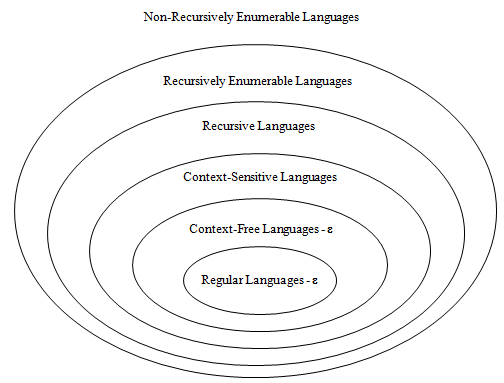 Non-Recursively Enumerable Languages
Recursively Enumerable Languages
Recursive Languages
Context-Sensitive Languages
Context-Free Languages - ε
Regular Languages - ε